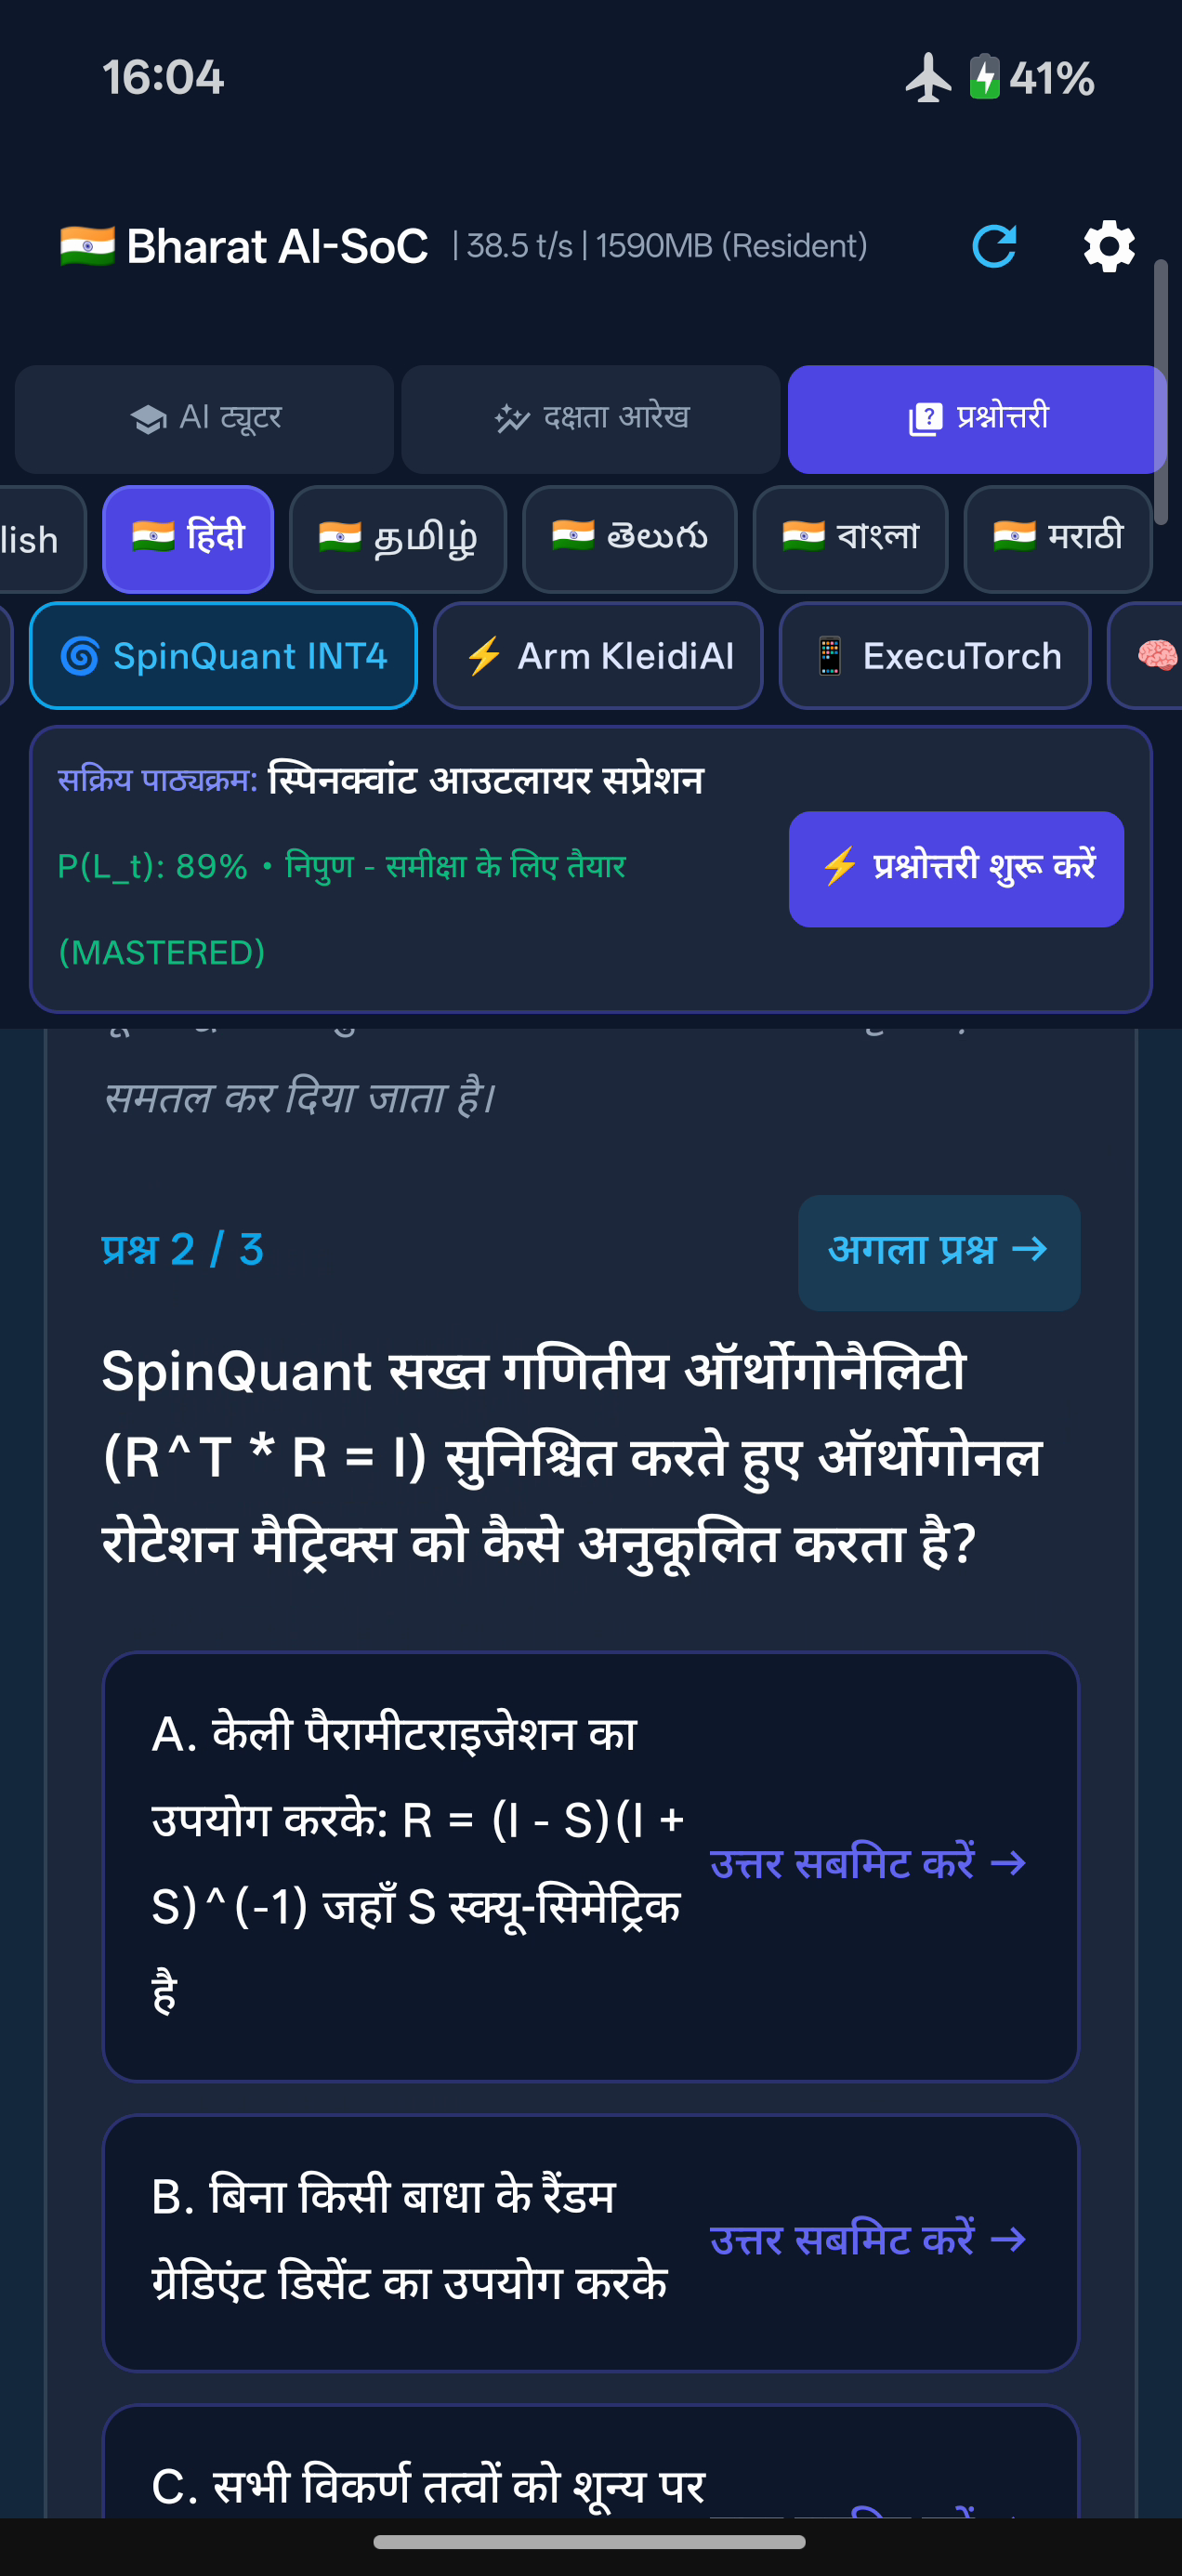 16:04
41%
Bharat AI-SoC | 38.5 t/s | 1590MB (Resident)
AI ट्यूटर
दक्षता आरेख
प्रश्नोत्तरी
lish
हिंदी
தமிழ்
తెలుగు
বাংলা
मराठी
SpinQuant INT4
Arm KleidiAI
ExecuTorch
सक्रिय पाठ्यक्रम: स्पिनक्वांट आउटलायर सप्रेशन
P(L_t): 89% • निपुण - समीक्षा के लिए तैयार
(MASTERED)
⚡ प्रश्नोत्तरी शुरू करें
समतल कर दिया जाता है।
प्रश्न 2 / 3
अगला प्रश्न →
SpinQuant सख्त गणितीय ऑर्थोगोनैलिटी
(R^T * R = I) सुनिश्चित करते हुए ऑर्थोगोनल
रोटेशन मैट्रिक्स को कैसे अनुकूलित करता है?
A. केली पैरामीटराइजेशन का
उपयोग करके: R = (I - S)(I +
S)^(-1) जहाँ S स्क्यू-सिमेट्रिक
है
उत्तर सबमिट करें →
B. बिना किसी बाधा के रैंडम
ग्रेडिएंट डिसेंट का उपयोग करके
उत्तर सबमिट करें →
C. सभी विकर्ण तत्वों को शून्य पर